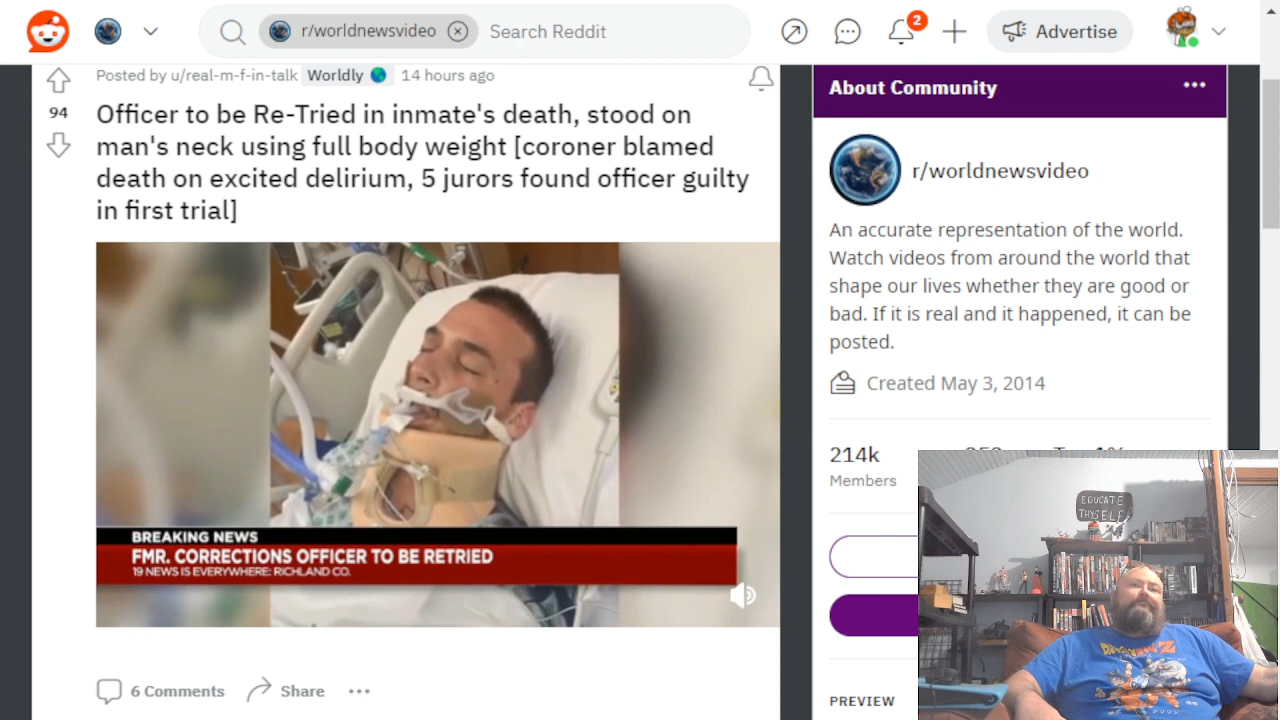 r/worldnewsvideo
Search Reddit
2
Advertise
Posted by u/real-m-f-in-talk Worldly 14 hours ago
94
Officer to be Re-Tried in inmate's death, stood on
man's neck using full body weight [coroner blamed
death on excited delirium, 5 jurors found officer guilty
in first trial]
BREAKING NEWS
FMR. CORRECTIONS OFFICER TO BE RETRIED
19 NEWS IS EVERYWHERE: RICHLAND CO.
6 Comments
Share
About Community
r/worldnewsvideo
An accurate representation of the world.
Watch videos from around the world that
shape our lives whether they are good or
bad. If it is real and it happened, it can be
posted.
Created May 3, 2014
214k
Members
PREVIEW
EDUCATE
THYSELF
DRAGON BALL Z